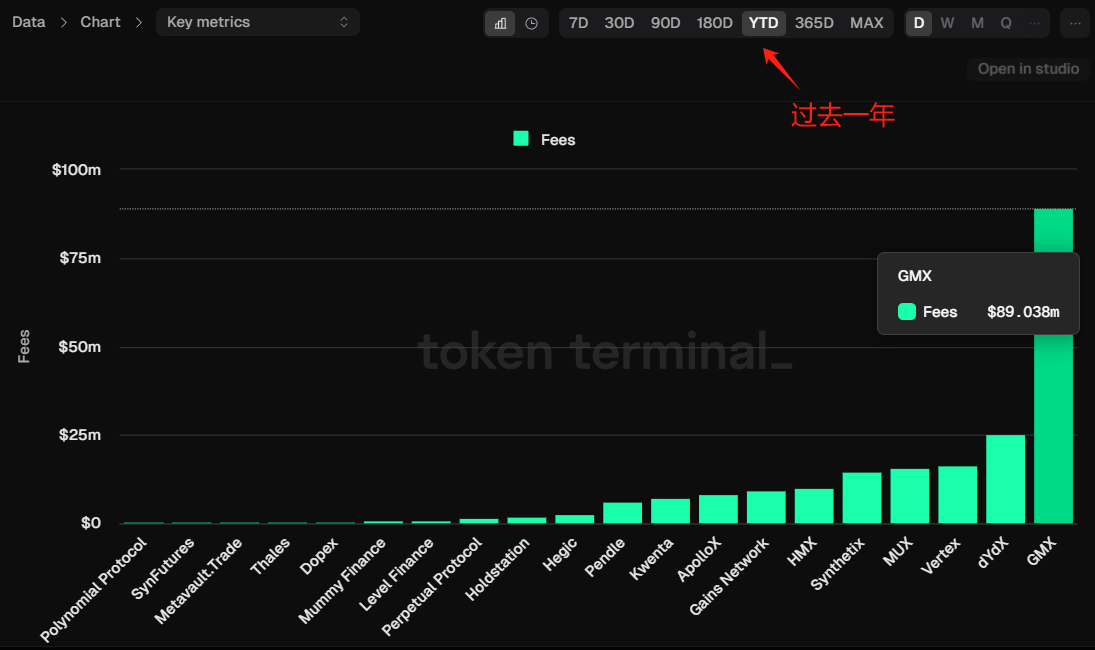 Data > Chart > Key metrics
7D 30D 90D 180D YTD 365D MAX
D W M Q ... ...
Open in studio
过去一年
Fees
$100m
$75m
$50m
$25m
$0
Fees
token terminal_
GMX
Fees $89.038m
Polynomial Protocol
SynFutures
Metavault.Trade
Thales
Dopex
Mummy Finance
Level Finance
Perpetual Protocol
Holdstation
Hegic
Pendle
Kwenta
ApolloX
Gains Network
HMX
Synthetix
MUX
Vertex
dYdX
GMX